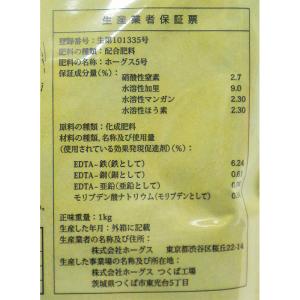 生産業者保証票
登録番号：生第101335号
肥料の種類：配合肥料
肥料の名称：ホーグス5号
保証成分量(%)：
硝酸性窒素 2.7
水溶性加里 9.0
水溶性マンガン 2.30
水溶性ほう素 2.30
原料の種類：化成肥料
材料の種類、名称及び使用量
(使用されている効果発現促進剤)(%)：
EDTA-鉄(鉄として) 6.24
EDTA-銅(銅として)
EDTA-亜鉛(亜鉛として)
モリブデン酸ナトリウム(モリブデンとして)
正味重量：1kg
生産した年月：外箱に記載
生産業者の名称及び住所：
株式会社ホーグス 東京都渋谷区桜丘22-14
生産した事業場の名称及び所在地：
株式会社ホーグス つくば工場
茨城県つくば市東光台5丁目